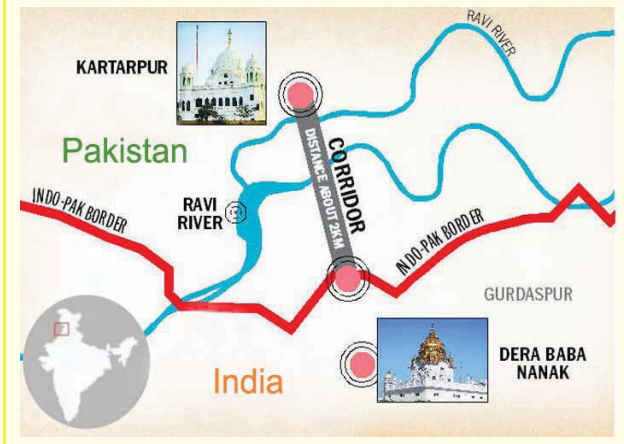 RAVI RIVER
KARTARPUR
Pakistan
CORRIDOR
DISTANCE ABOUT 2KM
INDO-PAK BORDER
RAVI
RIVER
INDO-PAK BORDER
GURDASPUR
DERA BABA
NANAK
India